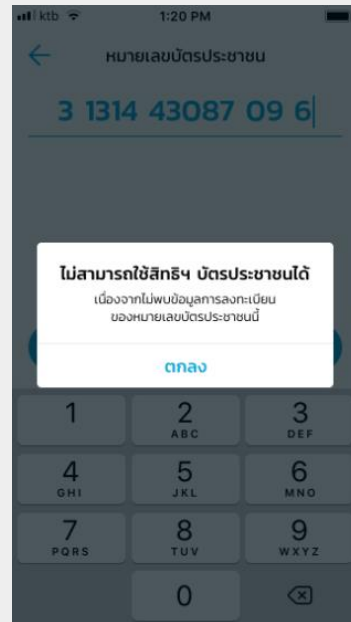 ktb 1:20 PM
หมายเลขบัตรประชาชน
3 1314 43087 09 6
ไม่สามารถใช้สิทธิฯ บัตรประชาชนได้
เนื่องจากไม่พบข้อมูลการลงทะเบียน
ของหมายเลขบัตรประชาชนนี้
ตกลง
1 2 3
ABC DEF
4 5 6
GHI JKL MNO
7 8 9
PQRS TUV WXYZ
0